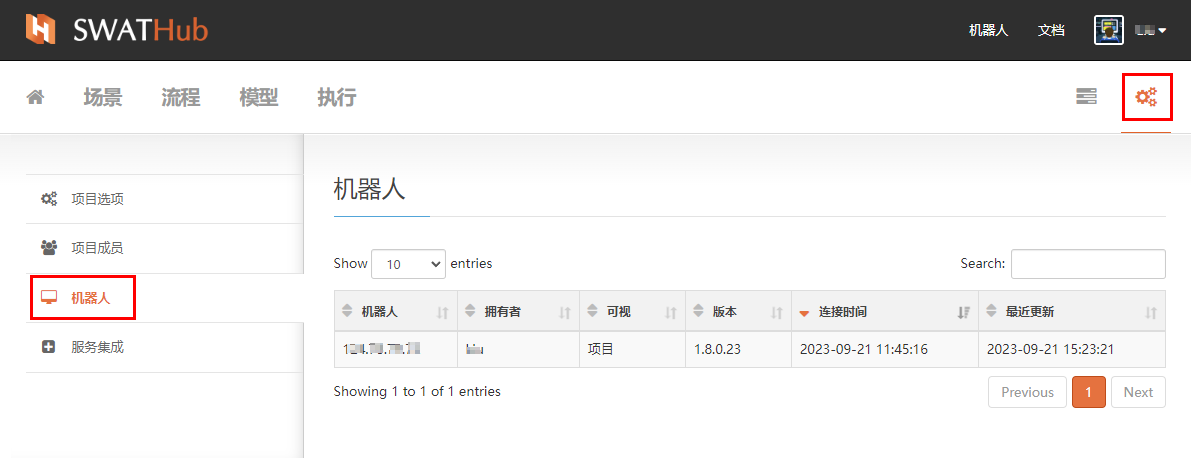 SWATHub
机器人 文档
场景 流程 模型 执行
项目选项
项目成员
机器人
服务集成
机器人
Show 10 entries Search:
机器人 拥有者 可视 版本 连接时间 最近更新
项目 1.8.0.23 2023-09-21 11:45:16 2023-09-21 15:23:21
Showing 1 to 1 of 1 entries
Previous 1 Next